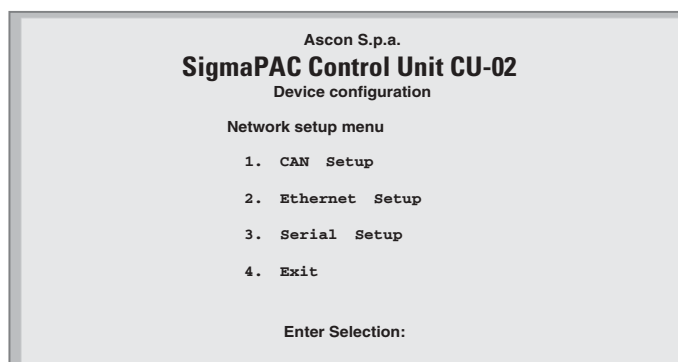 Ascon S.p.a.
SigmaPAC Control Unit CU-02
Device configuration
Network setup menu
1. CAN Setup
2. Ethernet Setup
3. Serial Setup
4. Exit
Enter Selection: